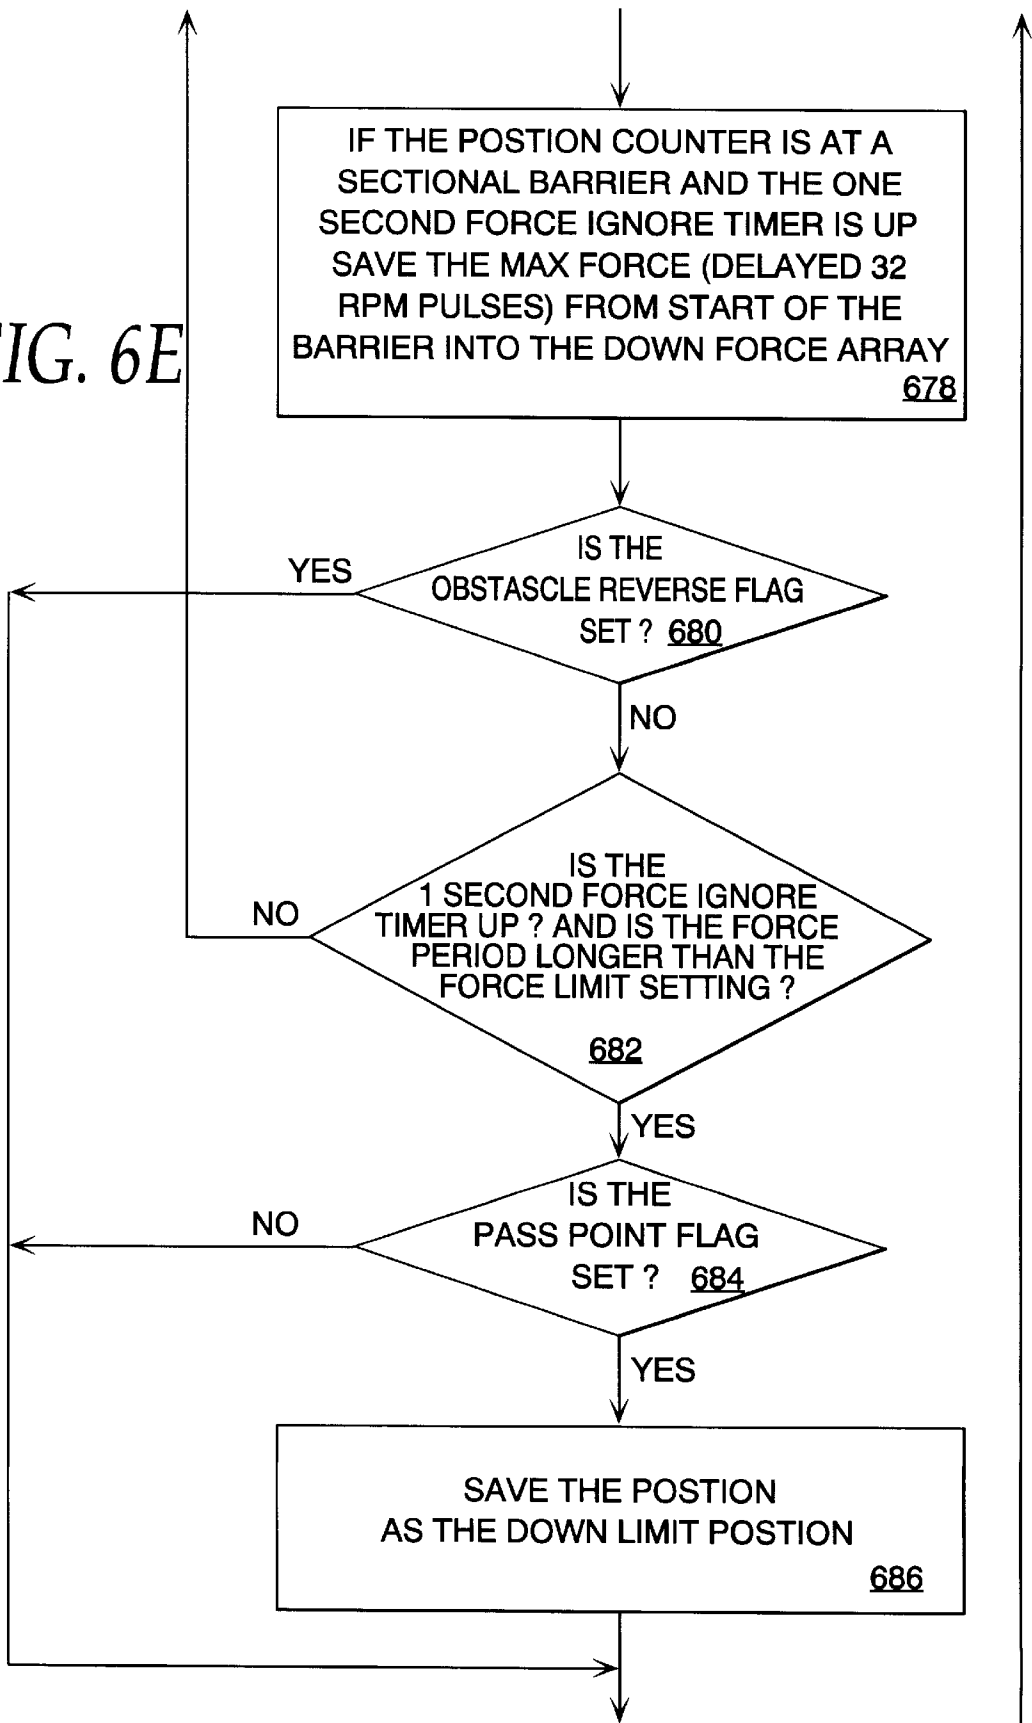 IF THE POSTION COUNTER IS AT A
SECTIONAL BARRIER AND THE ONE
SECOND FORCE IGNORE TIMER IS UP
SAVE THE MAX FORCE (DELAYED 32
RPM PULSES) FROM START OF THE
BARRIER INTO THE DOWN FORCE ARRAY
678
IG. 6E
IS THE
OBSTASCLE REVERSE FLAG
SET ? 680
YES
NO
IS THE
1 SECOND FORCE IGNORE
TIMER UP ? AND IS THE FORCE
PERIOD LONGER THAN THE
FORCE LIMIT SETTING ?
682
NO
YES
IS THE
PASS POINT FLAG
SET ? 684
NO
YES
SAVE THE POSTION
AS THE DOWN LIMIT POSTION
686